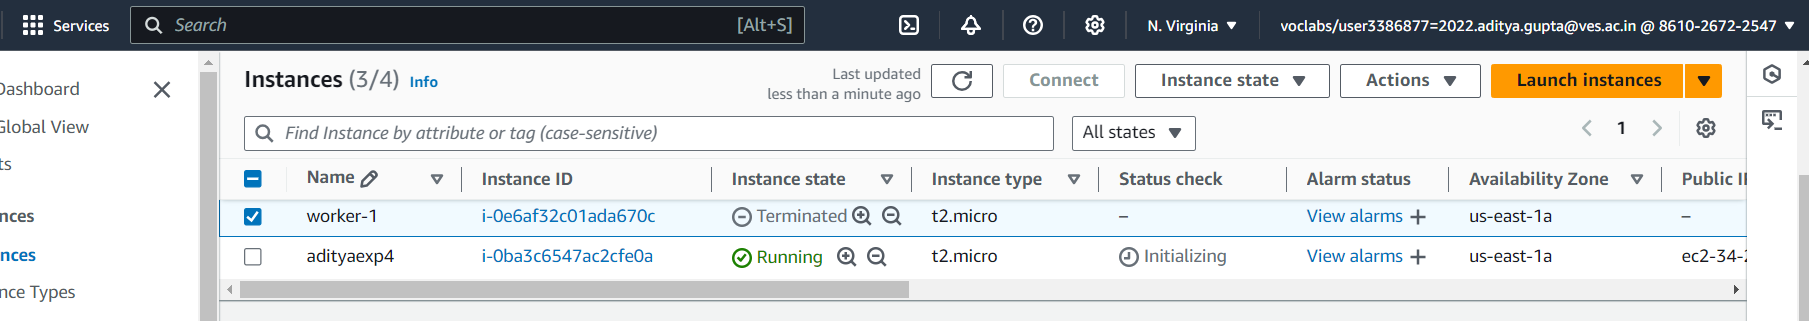 Services Search [Alt+S] N. Virginia voclabs/user3386877=2022.aditya.gupta@ves.ac.in @ 8610-2672-2547
Dashboard
Global View
ts
nces
nces
nce Types
Instances (3/4) Info Last updated less than a minute ago Connect Instance state Actions Launch instances
Find Instance by attribute or tag (case-sensitive) All states 1
Name Instance ID Instance state Instance type Status check Alarm status Availability Zone Public I
worker-1 i-0e6af32c01ada670c Terminated t2.micro – View alarms + us-east-1a –
adityaexp4 i-0ba3c6547ac2cfe0a Running t2.micro Initializing View alarms + us-east-1a ec2-34-2